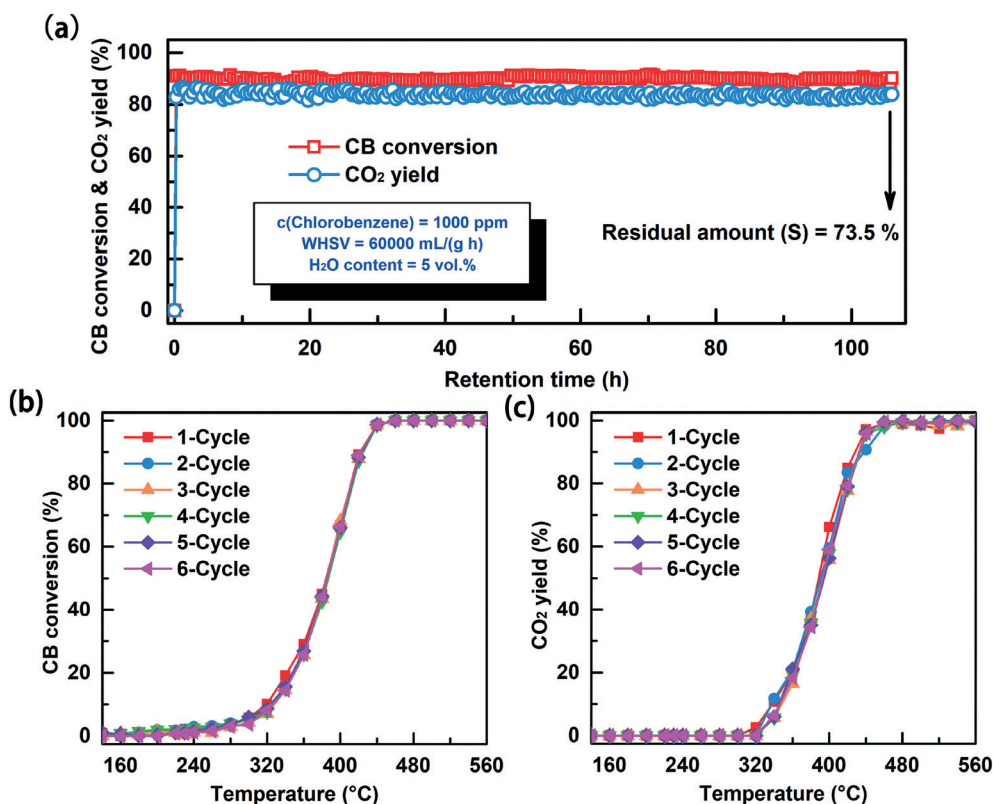 (a)
100
80
60
40
20
0
CB conversion & CO₂ yield (%)
CB conversion
CO₂ yield
c(Chlorobenzene) = 1000 ppm
WHSV = 60000 mL/(g h)
H₂O content = 5 vol.%
Residual amount (S) = 73.5 %
0 20 40 60 80 100
Retention time (h)
(b)
100
80
60
40
20
0
CB conversion (%)
1-Cycle
2-Cycle
3-Cycle
4-Cycle
5-Cycle
6-Cycle
160 240 320 400 480 560
Temperature (°C)
(c)
100
80
60
40
20
0
CO₂ yield (%)
1-Cycle
2-Cycle
3-Cycle
4-Cycle
5-Cycle
6-Cycle
160 240 320 400 480 560
Temperature (°C)